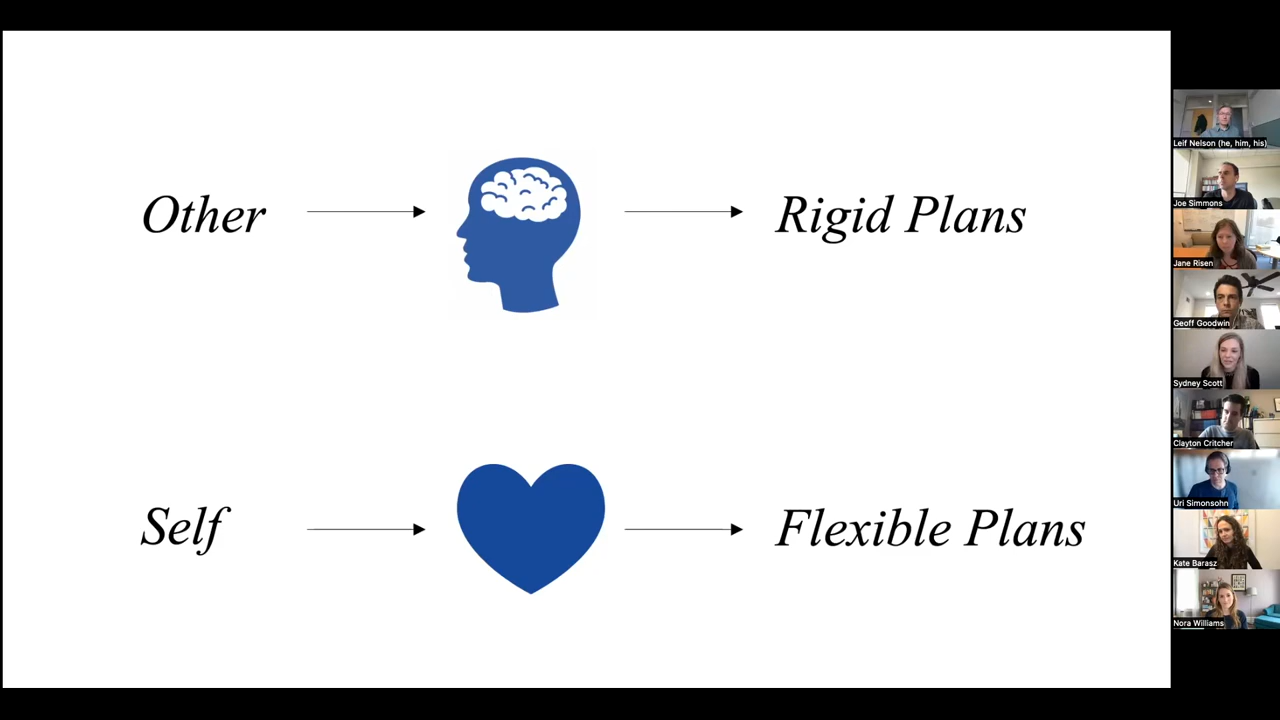 Other
Rigid Plans
Self
Flexible Plans
Leif Nelson (he, him, his)
Joe Simmons
Jane Risen
Geoff Goodwin
Sydney Scott
Clayton Critcher
Uri Simonsohn
Kate Barasz
Nora Williams